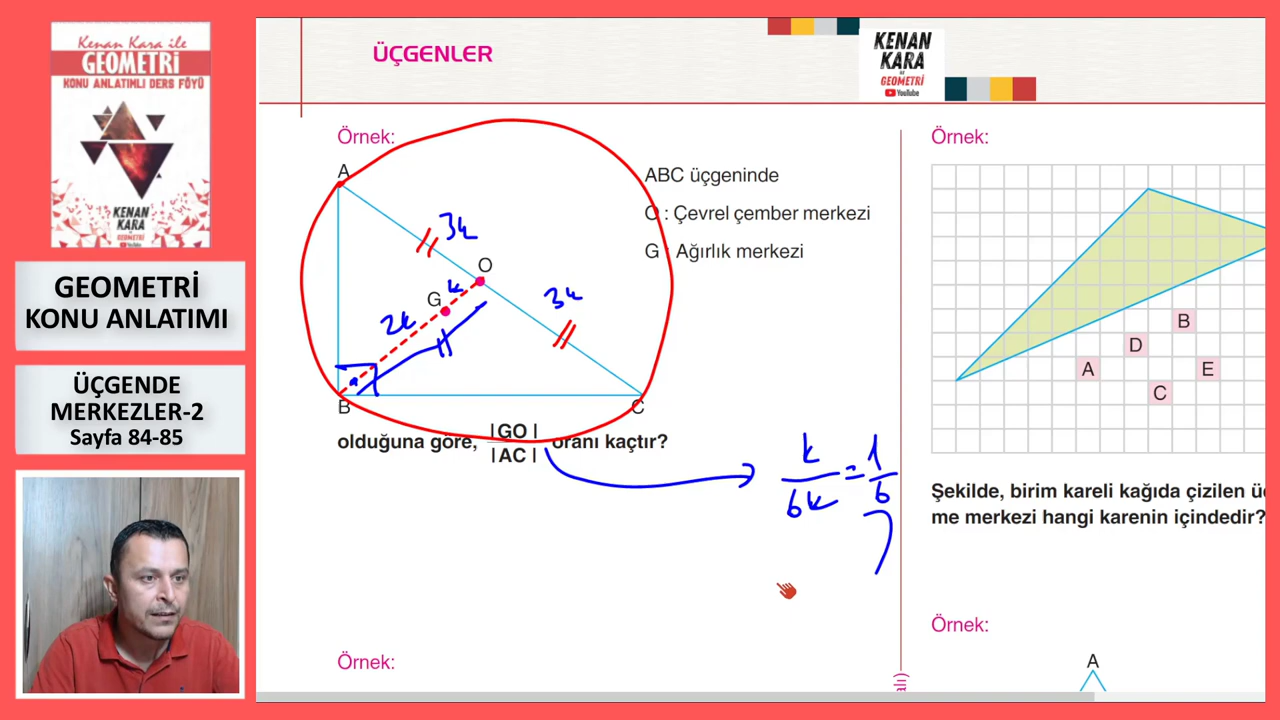 Kenan Kara ile
GEOMETRİ
KONU ANLATIMLI DERS FÖYÜ
KENAN
KARA
GEOMETRİ KONU ANLATIMI
ÜÇGENDE
MERKEZLER-2
Sayfa 84-85
ÜÇGENLER
KENAN
KARA
ile
GEOMETRİ
YouTube
Örnek:
A
ABC üçgeninde
O : Çevrel çember merkezi
G : Ağırlık merkezi
3k
O
k
G
3k
2k
B
C
olduğuna göre, |GO| / |AC| oranı kaçtır?
k/6k = 1/6
Örnek:
Örnek:
B
D
A
E
C
Şekilde, birim kareli kağıda çizilen üç
me merkezi hangi karenin içindedir?
Örnek:
A
alı)